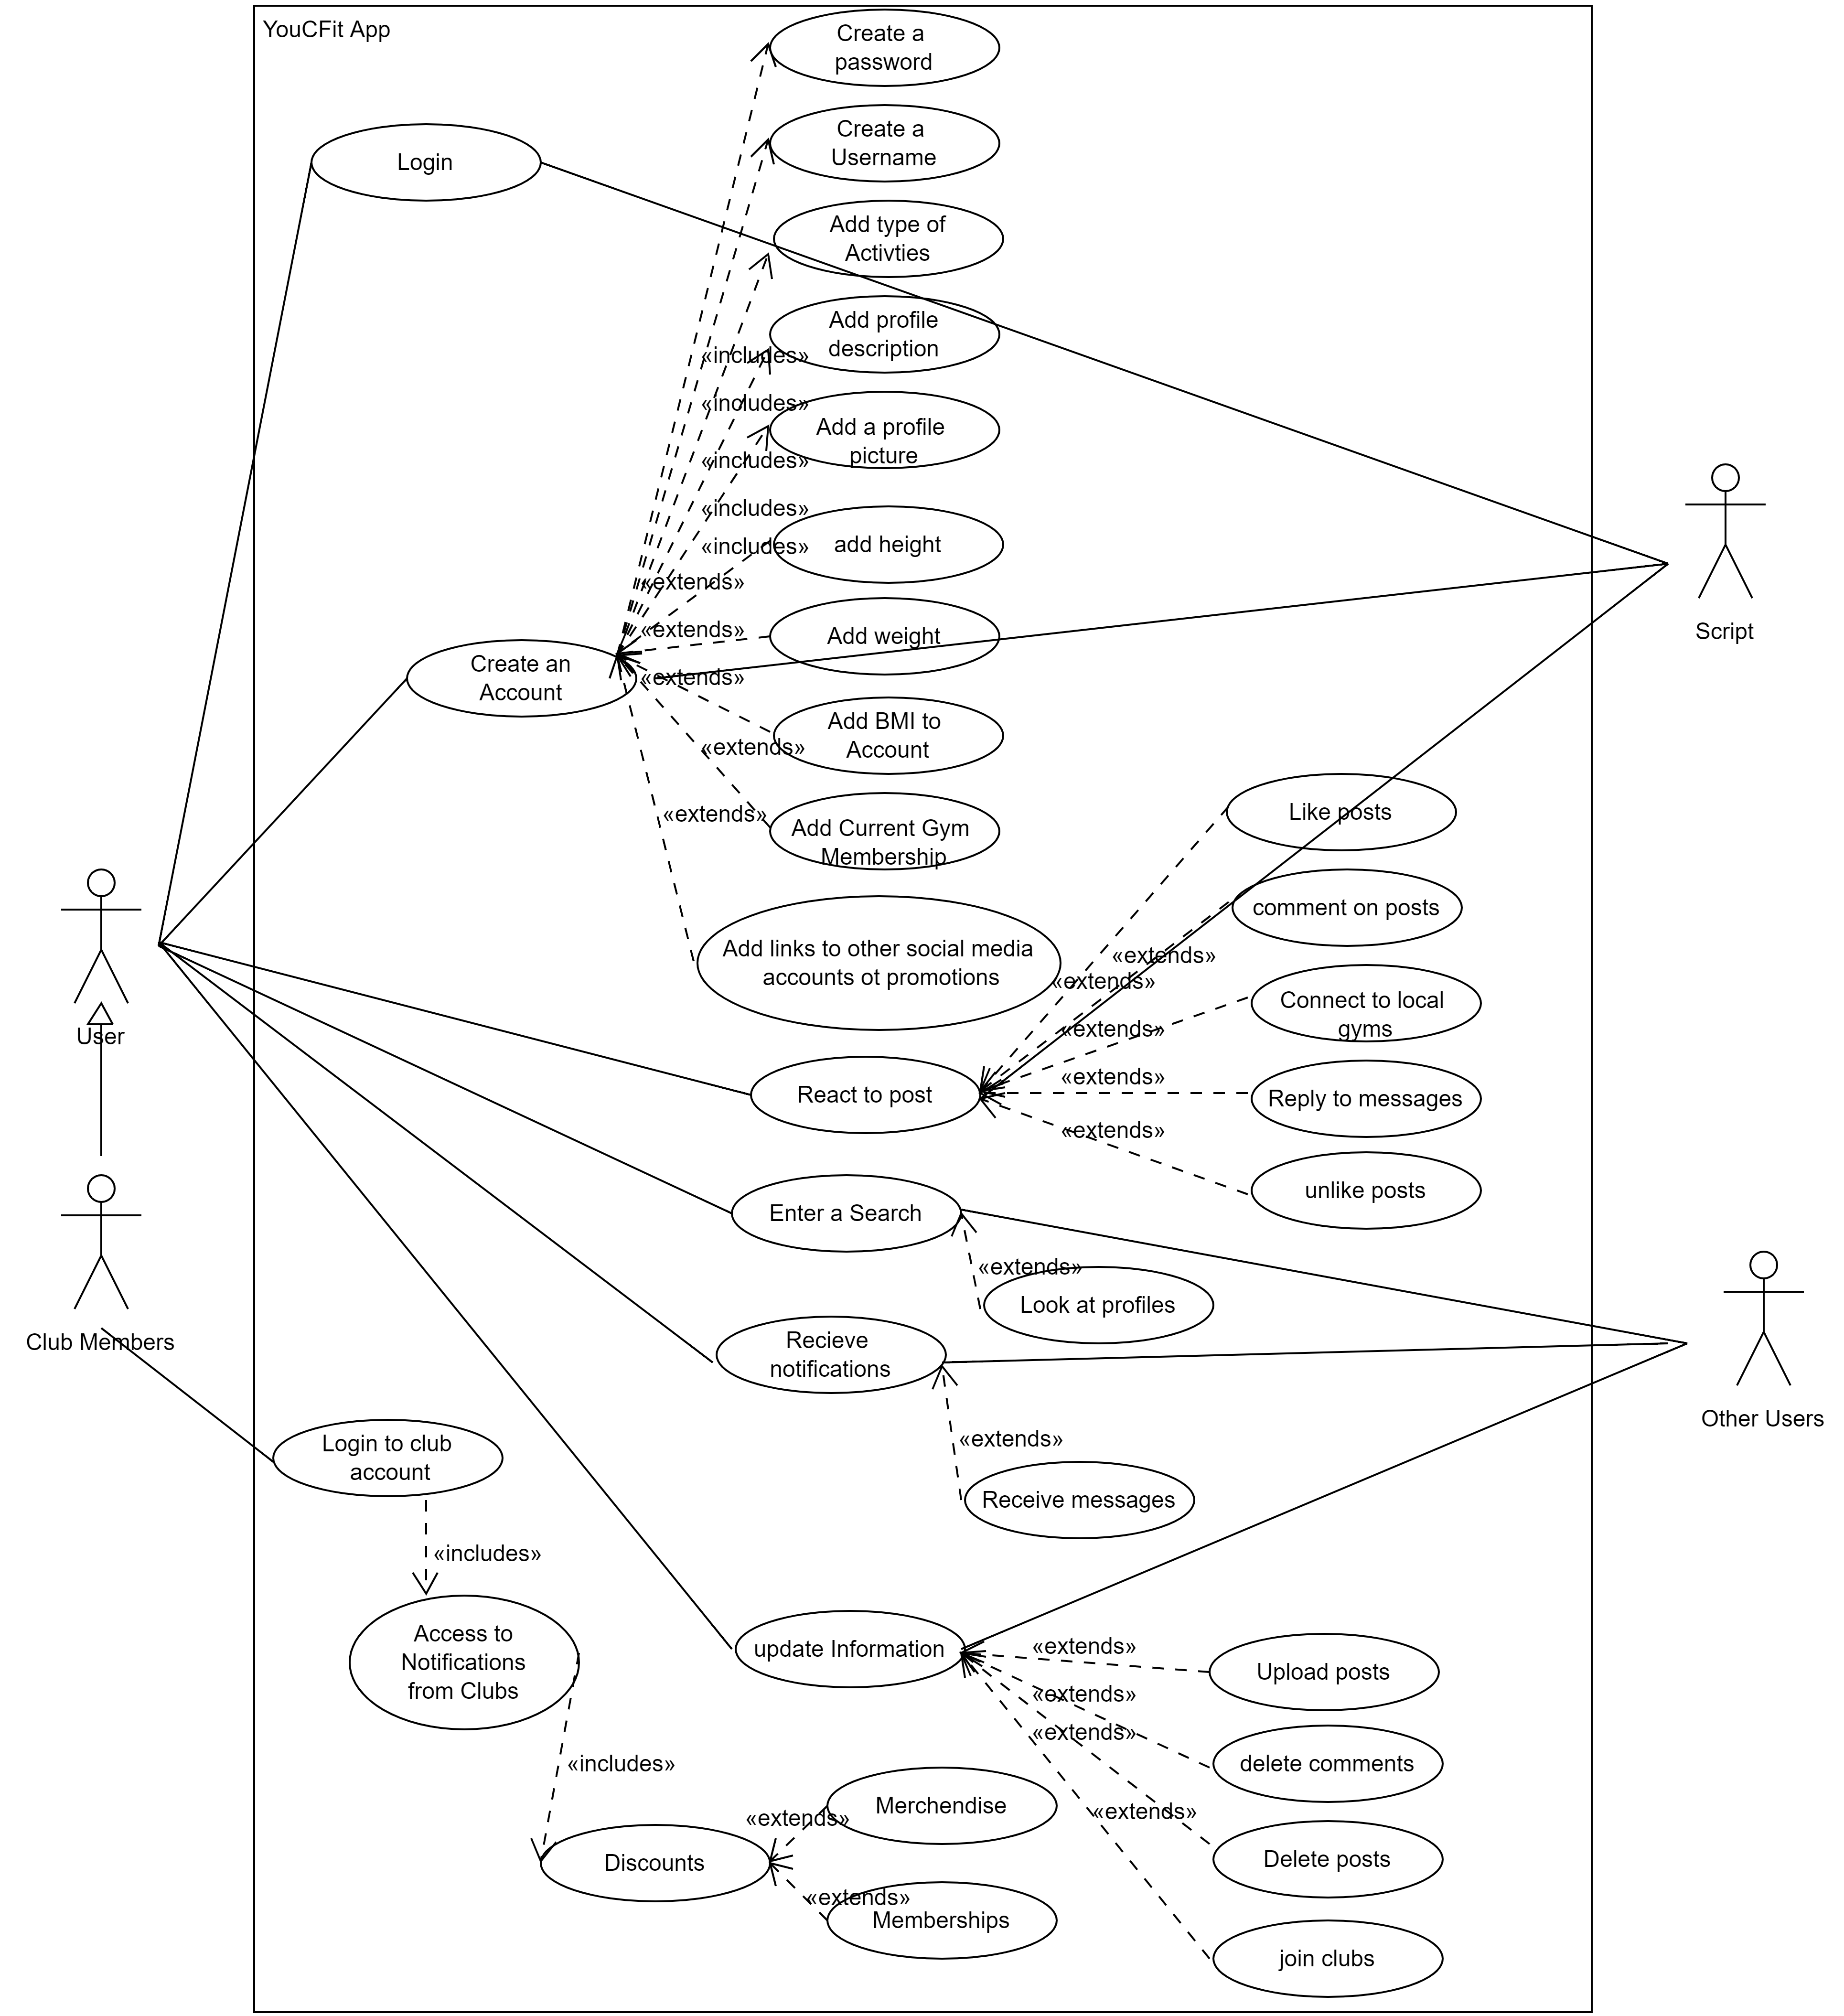 YouCFit App
Create a
password
Create a
Username
Login
Add type of
Activties
Add profile
description
«includes»
«includes»
Add a profile
picture
«includes»
«includes»
«includes»
add height
«extends»
«extends»
Add weight
Script
Create an
Account
«extends»
Add BMI to
Account
«extends»
«extends»
Add Current Gym
Membership
Like posts
comment on posts
Add links to other social media
accounts ot promotions
«extends»
«extends»
Connect to local
gyms
«extends»
User
«extends»
React to post
Reply to messages
«extends»
unlike posts
Enter a Search
«extends»
Look at profiles
Club Members
Recieve
notifications
Other Users
Login to club
account
«extends»
Receive messages
«includes»
Access to
Notifications
from Clubs
update Information
«extends»
Upload posts
«extends»
«extends»
delete comments
«includes»
Merchendise
«extends»
«extends»
Discounts
Delete posts
«extends»
Memberships
join clubs